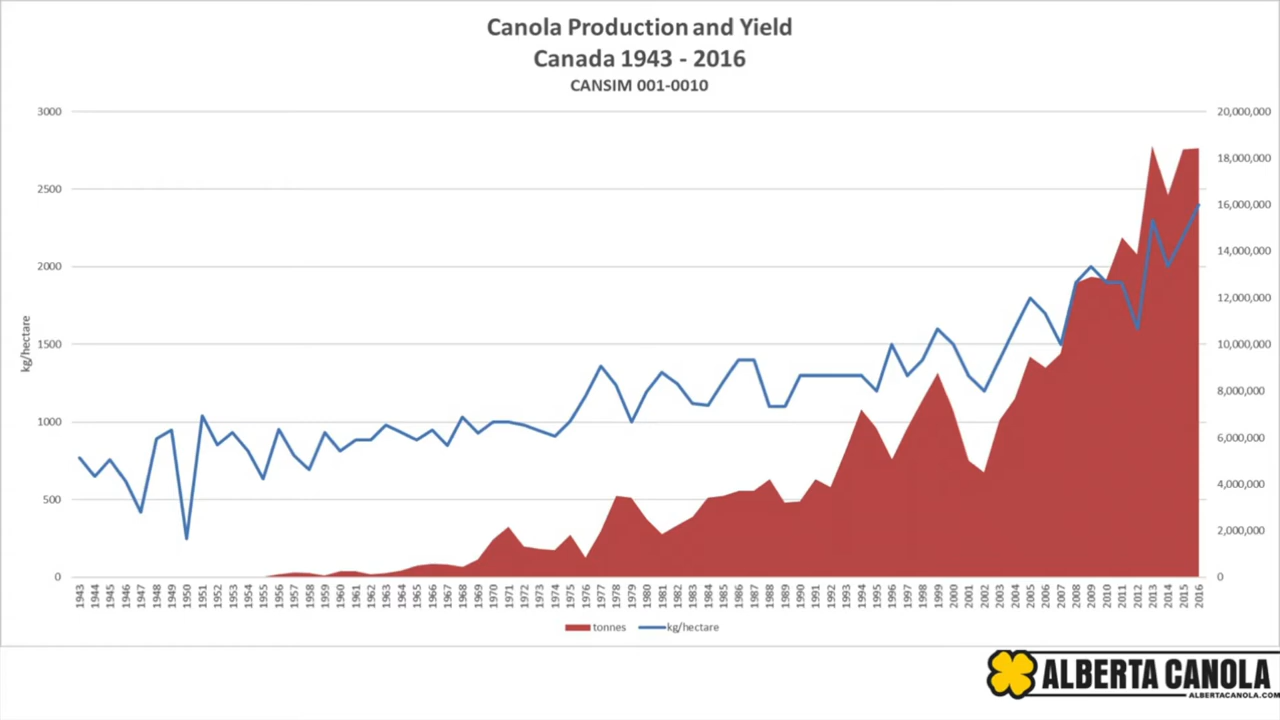 Canola Production and Yield
Canada 1943 - 2016
CANSIM 001-0010
3000
2500
2000
1500
1000
500
0
kg/hectare
20,000,000
18,000,000
16,000,000
14,000,000
12,000,000
10,000,000
8,000,000
6,000,000
4,000,000
2,000,000
0
1943 1944 1945 1946 1947 1948 1949 1950 1951 1952 1953 1954 1955 1956 1957 1958 1959 1960 1961 1962 1963 1964 1965 1966 1967 1968 1969 1970 1971 1972 1973 1974 1975 1976 1977 1978 1979 1980 1981 1982 1983 1984 1985 1986 1987 1988 1989 1990 1991 1992 1993 1994 1995 1996 1997 1998 1999 2000 2001 2002 2003 2004 2005 2006 2007 2008 2009 2010 2011 2012 2013 2014 2015 2016
tonnes kg/hectare
ALBERTA CANOLA
ALBERTACANOLA.COM